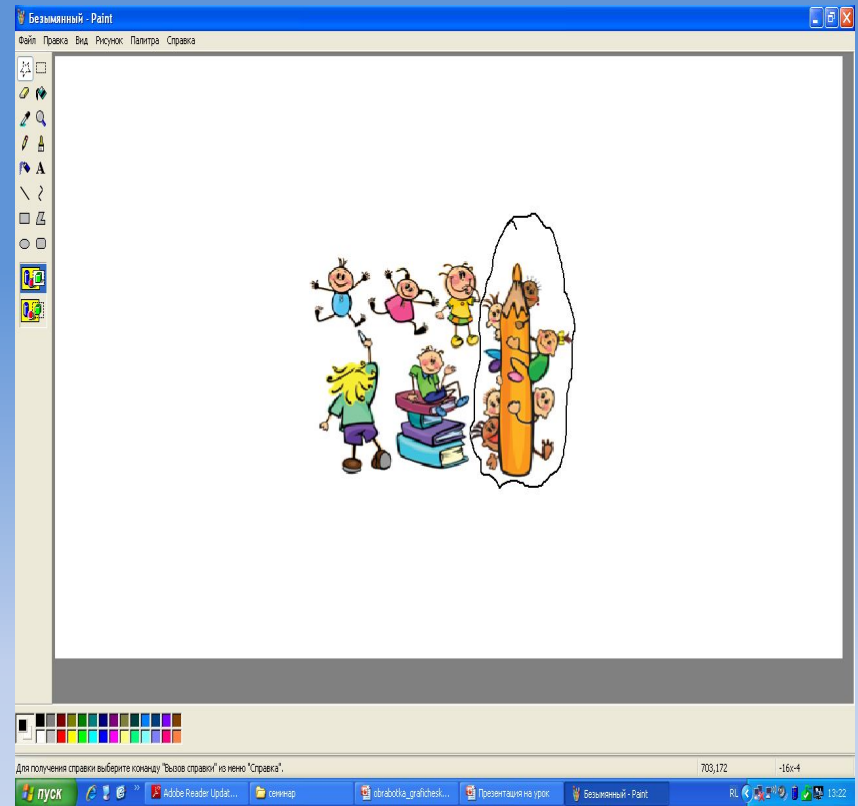 Безымянный - Paint
Файл Правка Вид Рисунок Палитра Справка
A
Для получения справки выберите команду "Вызов справки" из меню "Справка". 703,172 -16x-4
пуск Adobe Reader Updat... семинар obrabotka_grafichesk... Презентация на урок Безымянный - Paint RL 13:22